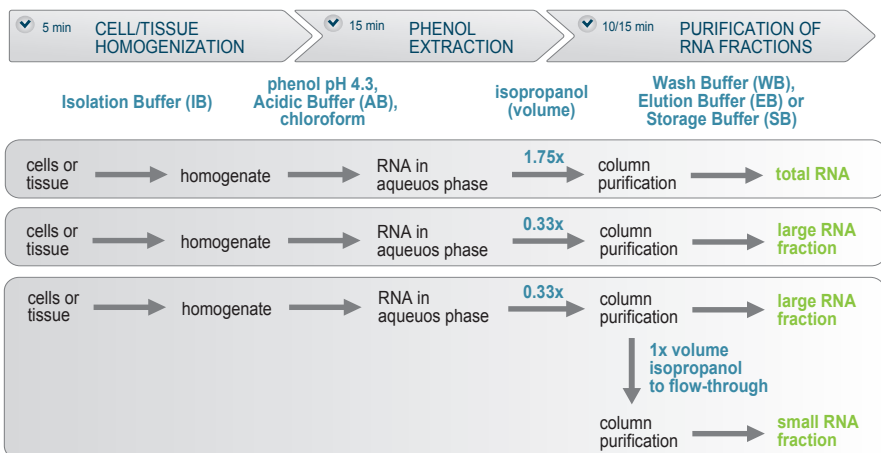 5 min CELL/TISSUE
HOMOGENIZATION
15 min PHENOL
EXTRACTION
10/15 min PURIFICATION OF
RNA FRACTIONS
Isolation Buffer (IB)
phenol pH 4.3,
Acidic Buffer (AB),
chloroform
isopropanol
(volume)
Wash Buffer (WB),
Elution Buffer (EB) or
Storage Buffer (SB)
cells or
tissue
homogenate
RNA in
aqueuos phase
1.75x
column
purification
total RNA
cells or
tissue
homogenate
RNA in
aqueuos phase
0.33x
column
purification
large RNA
fraction
cells or
tissue
homogenate
RNA in
aqueuos phase
0.33x
column
purification
large RNA
fraction
1x volume
isopropanol
to flow-through
column
purification
small RNA
fraction